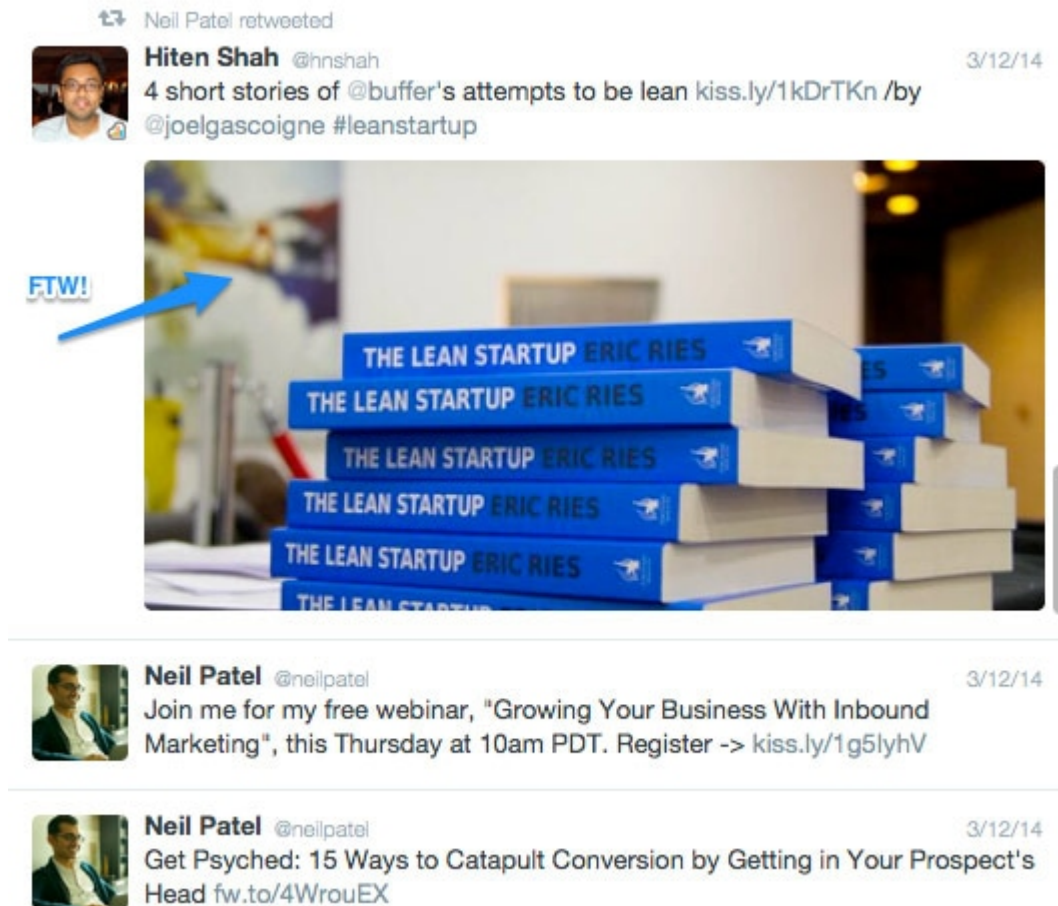 Neil Patel retweeted
Hiten Shah @hnshah 3/12/14
4 short stories of @buffer's attempts to be lean kiss.ly/1kDrTKn /by
@joelgascoigne #leanstartup
FTW!
THE LEAN STARTUP ERIC RIES
THE LEAN STARTUP ERIC RIES
THE LEAN STARTUP ERIC RIES
THE LEAN STARTUP ERIC RIES
THE LEAN STARTUP ERIC RIES
THE LEAN STARTUP
Neil Patel @neilpatel 3/12/14
Join me for my free webinar, "Growing Your Business With Inbound
Marketing", this Thursday at 10am PDT. Register -> kiss.ly/1g5lyhV
Neil Patel @neilpatel 3/12/14
Get Psyched: 15 Ways to Catapult Conversion by Getting in Your Prospect's
Head fw.to/4WrouEX